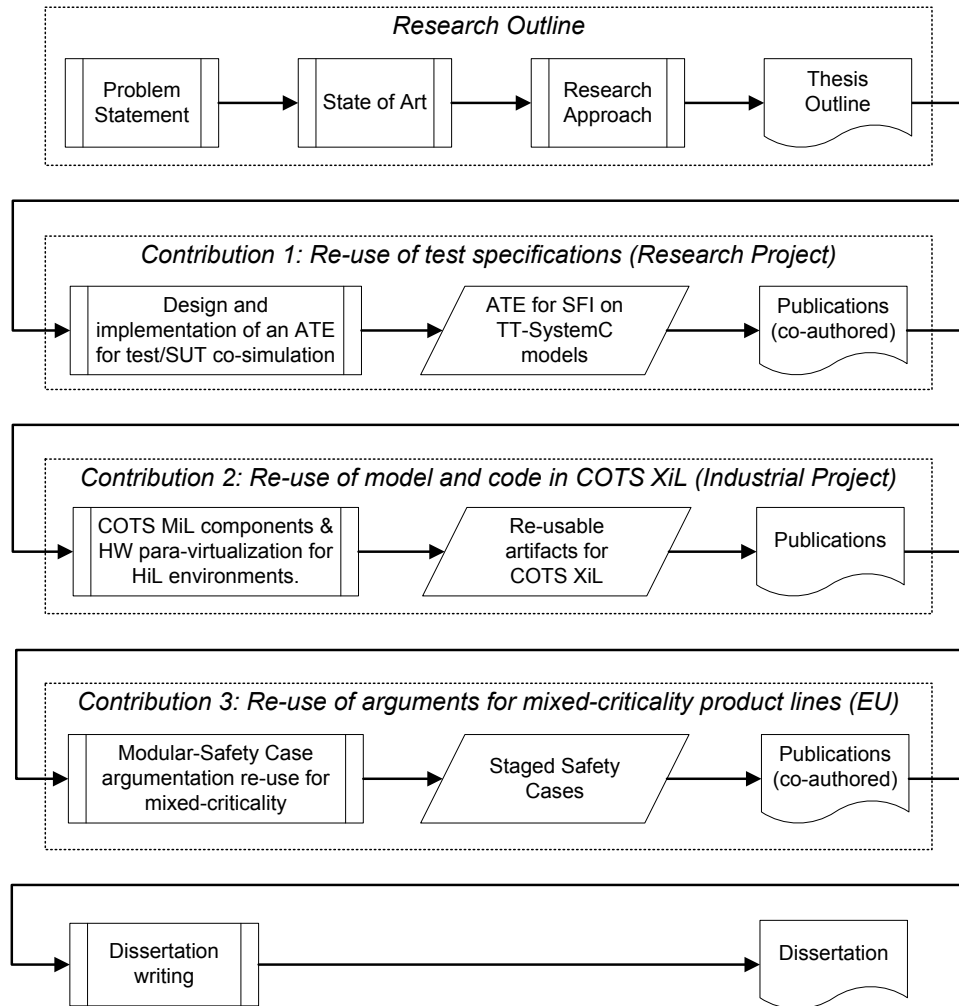 Research Outline
Problem
Statement
State of Art
Research
Approach
Thesis
Outline
Contribution 1: Re-use of test specifications (Research Project)
Design and
implementation of an ATE
for test/SUT co-simulation
ATE for SFI on
TT-SystemC
models
Publications
(co-authored)
Contribution 2: Re-use of model and code in COTS XiL (Industrial Project)
COTS MiL components &
HW para-virtualization for
HiL environments.
Re-usable
artifacts for
COTS XiL
Publications
Contribution 3: Re-use of arguments for mixed-criticality product lines (EU)
Modular-Safety Case
argumentation re-use for
mixed-criticality
Staged Safety
Cases
Publications
(co-authored)
Dissertation
writing
Dissertation